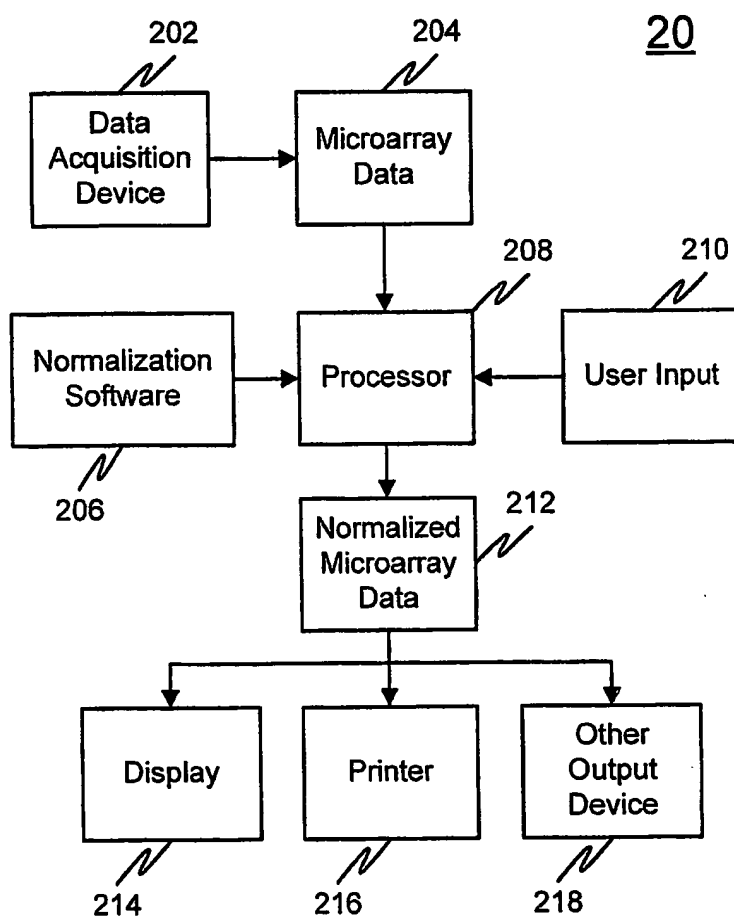 20
202
204
Data
Acquisition
Device
Microarray
Data
208
210
Normalization
Software
Processor
User Input
206
212
Normalized
Microarray
Data
Display
Printer
Other
Output
Device
214
216
218